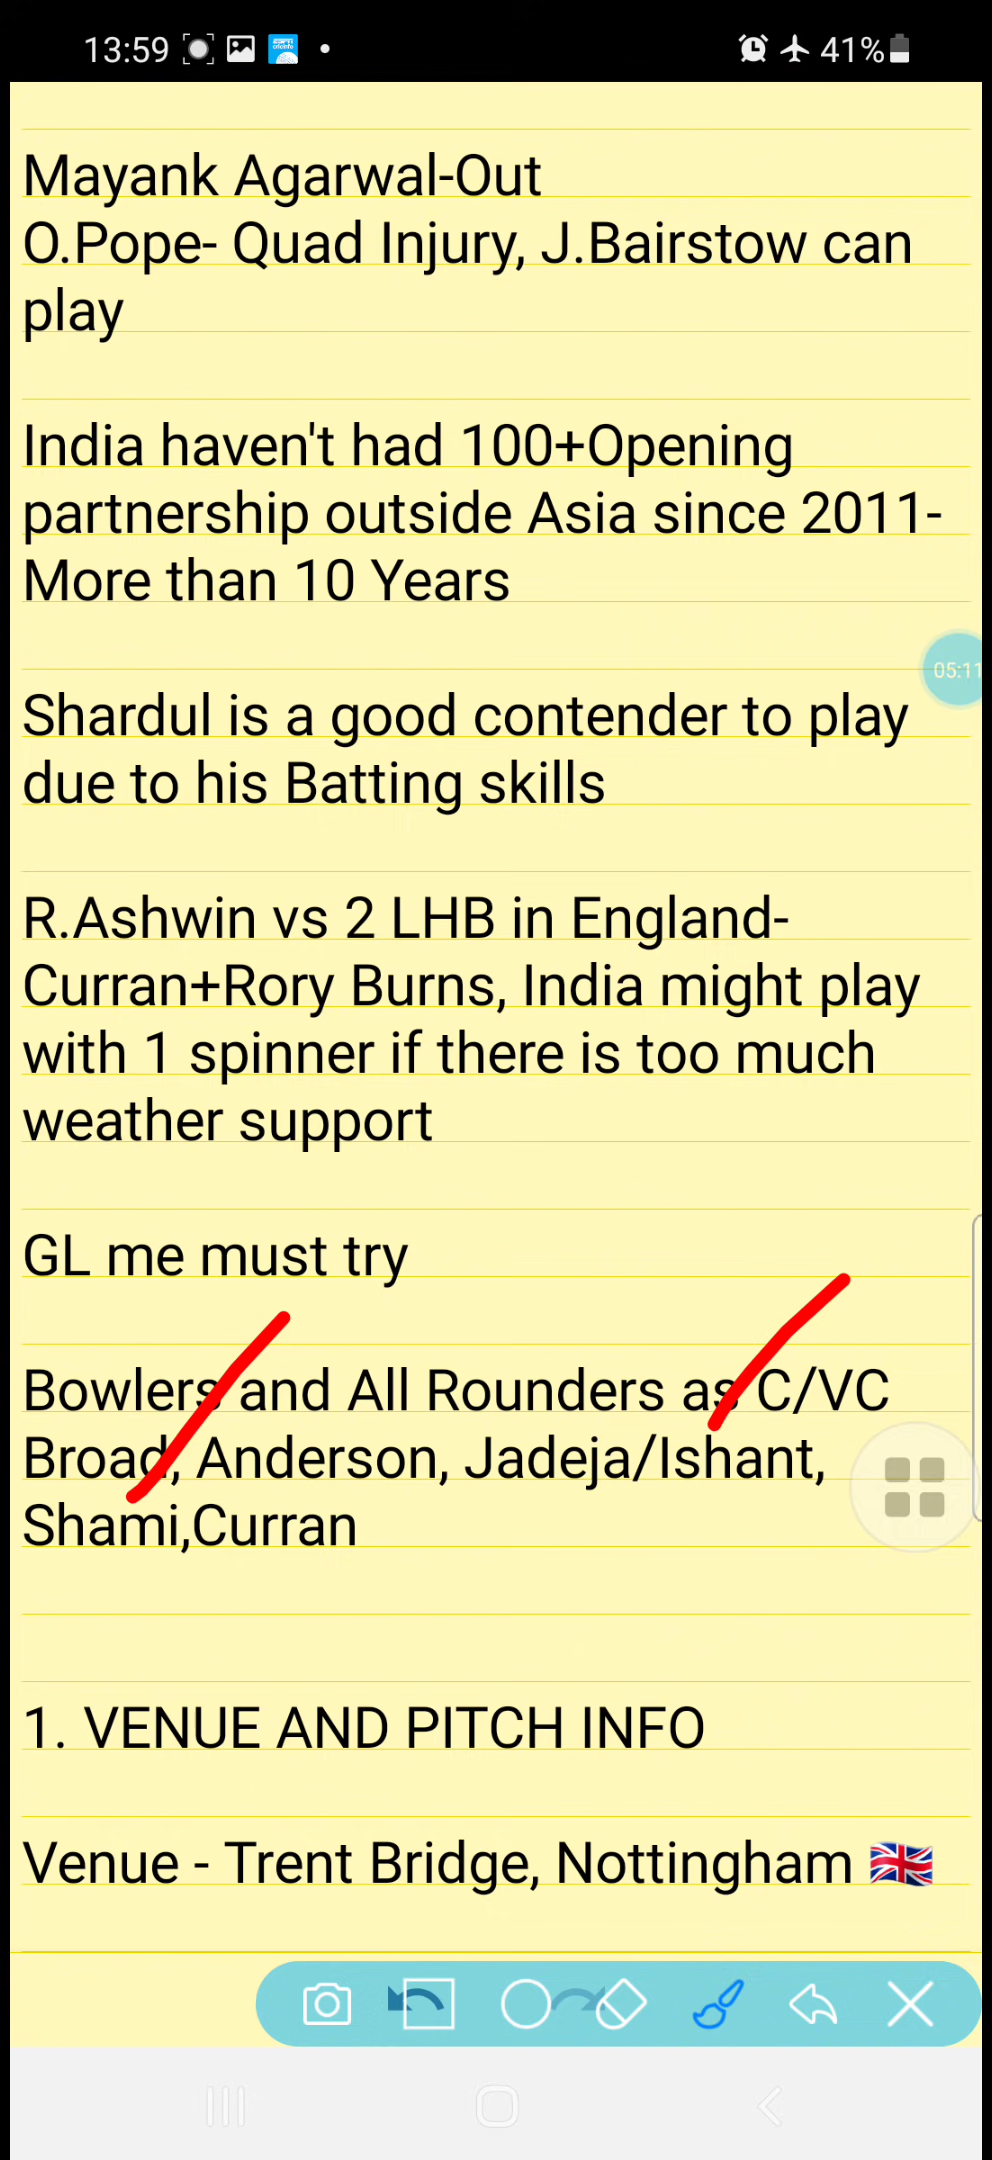 13:59
41%
Mayank Agarwal-Out
O.Pope- Quad Injury, J.Bairstow can
play
India haven't had 100+Opening
partnership outside Asia since 2011-
More than 10 Years
05:11
Shardul is a good contender to play
due to his Batting skills
R.Ashwin vs 2 LHB in England-
Curran+Rory Burns, India might play
with 1 spinner if there is too much
weather support
GL me must try
Bowlers and All Rounders as C/VC
Broad, Anderson, Jadeja/Ishant,
Shami,Curran
1. VENUE AND PITCH INFO
Venue - Trent Bridge, Nottingham 🇬🇧